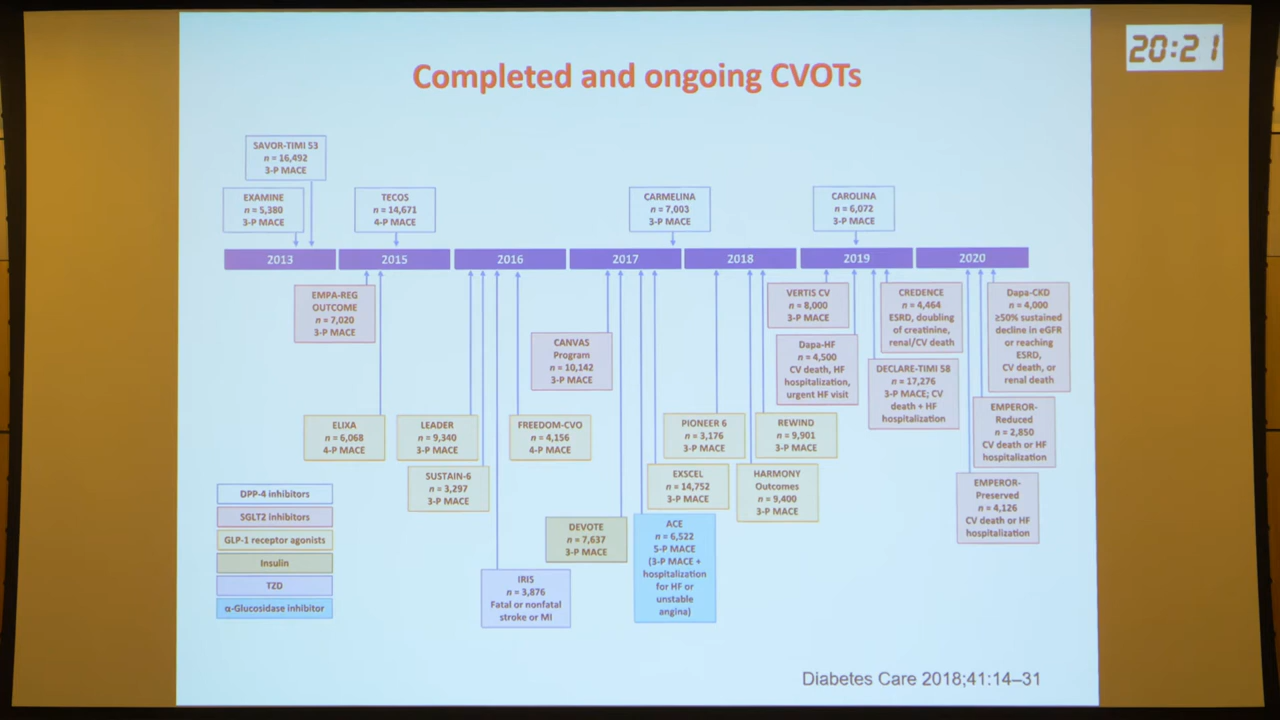 20:21
Completed and ongoing CVOTs
SAVOR-TIMI 53
n = 16,492
3-P MACE
EXAMINE
n = 5,380
3-P MACE
TECOS
n = 14,671
4-P MACE
CARMELINA
n = 7,003
3-P MACE
CAROLINA
n = 6,072
3-P MACE
2013
2015
2016
2017
2018
2019
2020
EMPA-REG
OUTCOME
n = 7,020
3-P MACE
CANVAS
Program
n = 10,142
3-P MACE
VERTIS CV
n = 8,000
3-P MACE
Dapa-HF
n = 4,500
CV death, HF
hospitalization,
urgent HF visit
CREDENCE
n = 4,464
ESRD, doubling
of creatinine,
renal/CV death
DECLARE-TIMI 58
n = 17,276
3-P MACE; CV
death + HF
hospitalization
Dapa-CKD
n = 4,000
≥50% sustained
decline in eGFR
or reaching
ESRD,
CV death, or
renal death
EMPEROR-
Reduced
n = 2,850
CV death or HF
hospitalization
EMPEROR-
Preserved
n = 4,126
CV death or HF
hospitalization
ELIXA
n = 6,068
4-P MACE
LEADER
n = 9,340
3-P MACE
SUSTAIN-6
n = 3,297
3-P MACE
FREEDOM-CVO
n = 4,156
4-P MACE
PIONEER 6
n = 3,176
3-P MACE
EXSCEL
n = 14,752
3-P MACE
REWIND
n = 9,901
3-P MACE
HARMONY
Outcomes
n = 9,400
3-P MACE
DEVOTE
n = 7,637
3-P MACE
IRIS
n = 3,876
Fatal or nonfatal
stroke or MI
ACE
n = 6,522
5-P MACE
(3-P MACE +
hospitalization
for HF or
unstable
angina)
DPP-4 inhibitors
SGLT2 inhibitors
GLP-1 receptor agonists
Insulin
TZD
α-Glucosidase inhibitor
Diabetes Care 2018;41:14–31